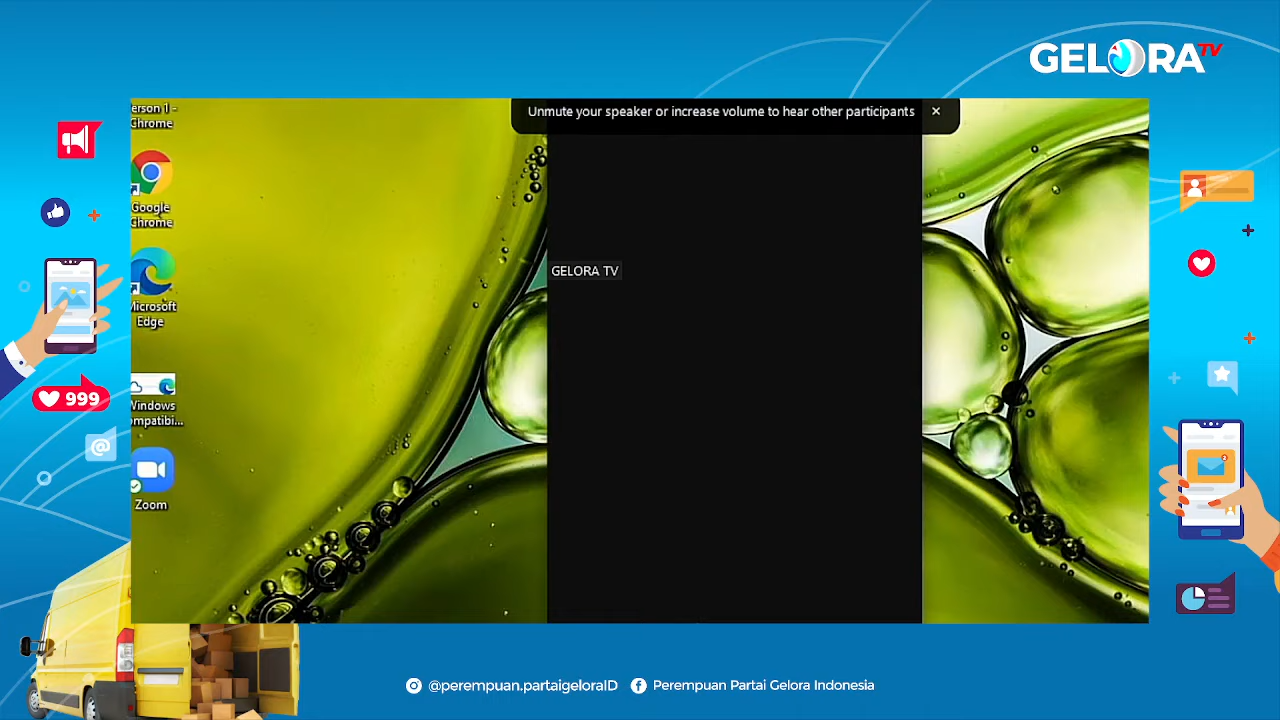 GELORA TV
erson 1 -
Chrome
Unmute your speaker or increase volume to hear other participants
Google
Chrome
GELORA TV
Microsoft
Edge
999
@
Windows
ompatibi...
Zoom
@perempuan.partaigeloraID
Perempuan Partai Gelora Indonesia